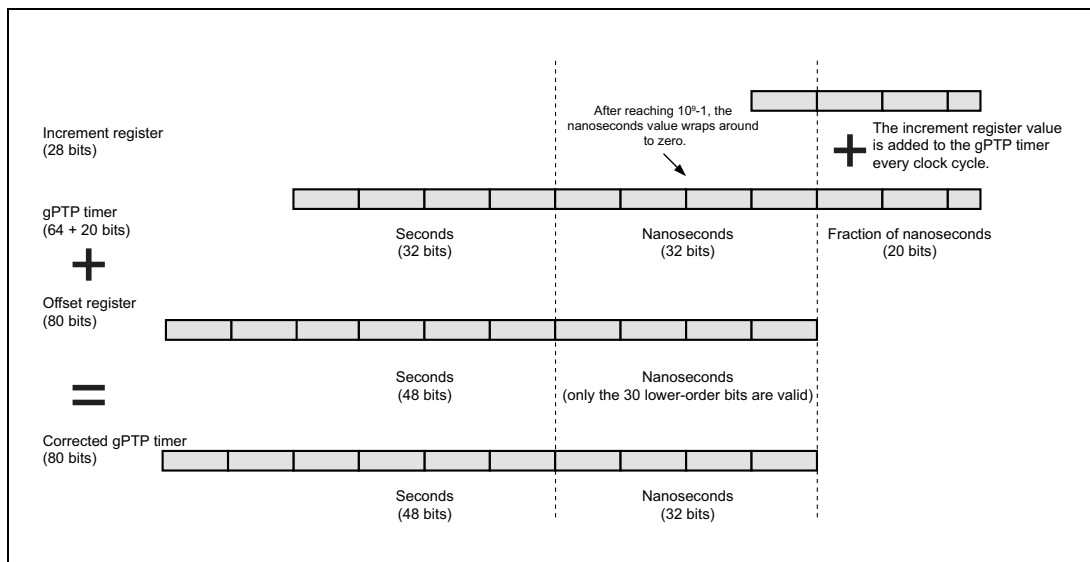 After reaching 10⁹-1, the
nanoseconds value wraps around
to zero.
Increment register
(28 bits)
+
The increment register value
is added to the gPTP timer
every clock cycle.
gPTP timer
(64 + 20 bits)
Seconds
(32 bits)
Nanoseconds
(32 bits)
Fraction of nanoseconds
(20 bits)
+
Offset register
(80 bits)
Seconds
(48 bits)
Nanoseconds
(only the 30 lower-order bits are valid)
=
Corrected gPTP timer
(80 bits)
Seconds
(48 bits)
Nanoseconds
(32 bits)